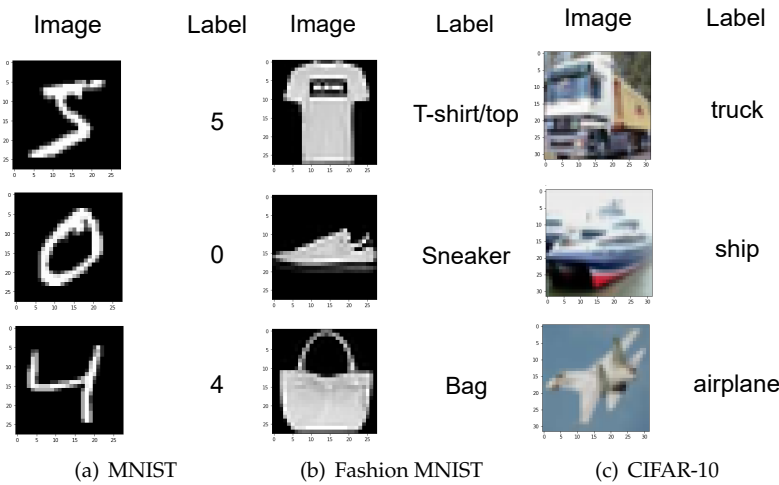 Image Label Image Label Image Label
5 T-shirt/top truck
0 Sneaker ship
4 Bag airplane
(a) MNIST (b) Fashion MNIST (c) CIFAR-10